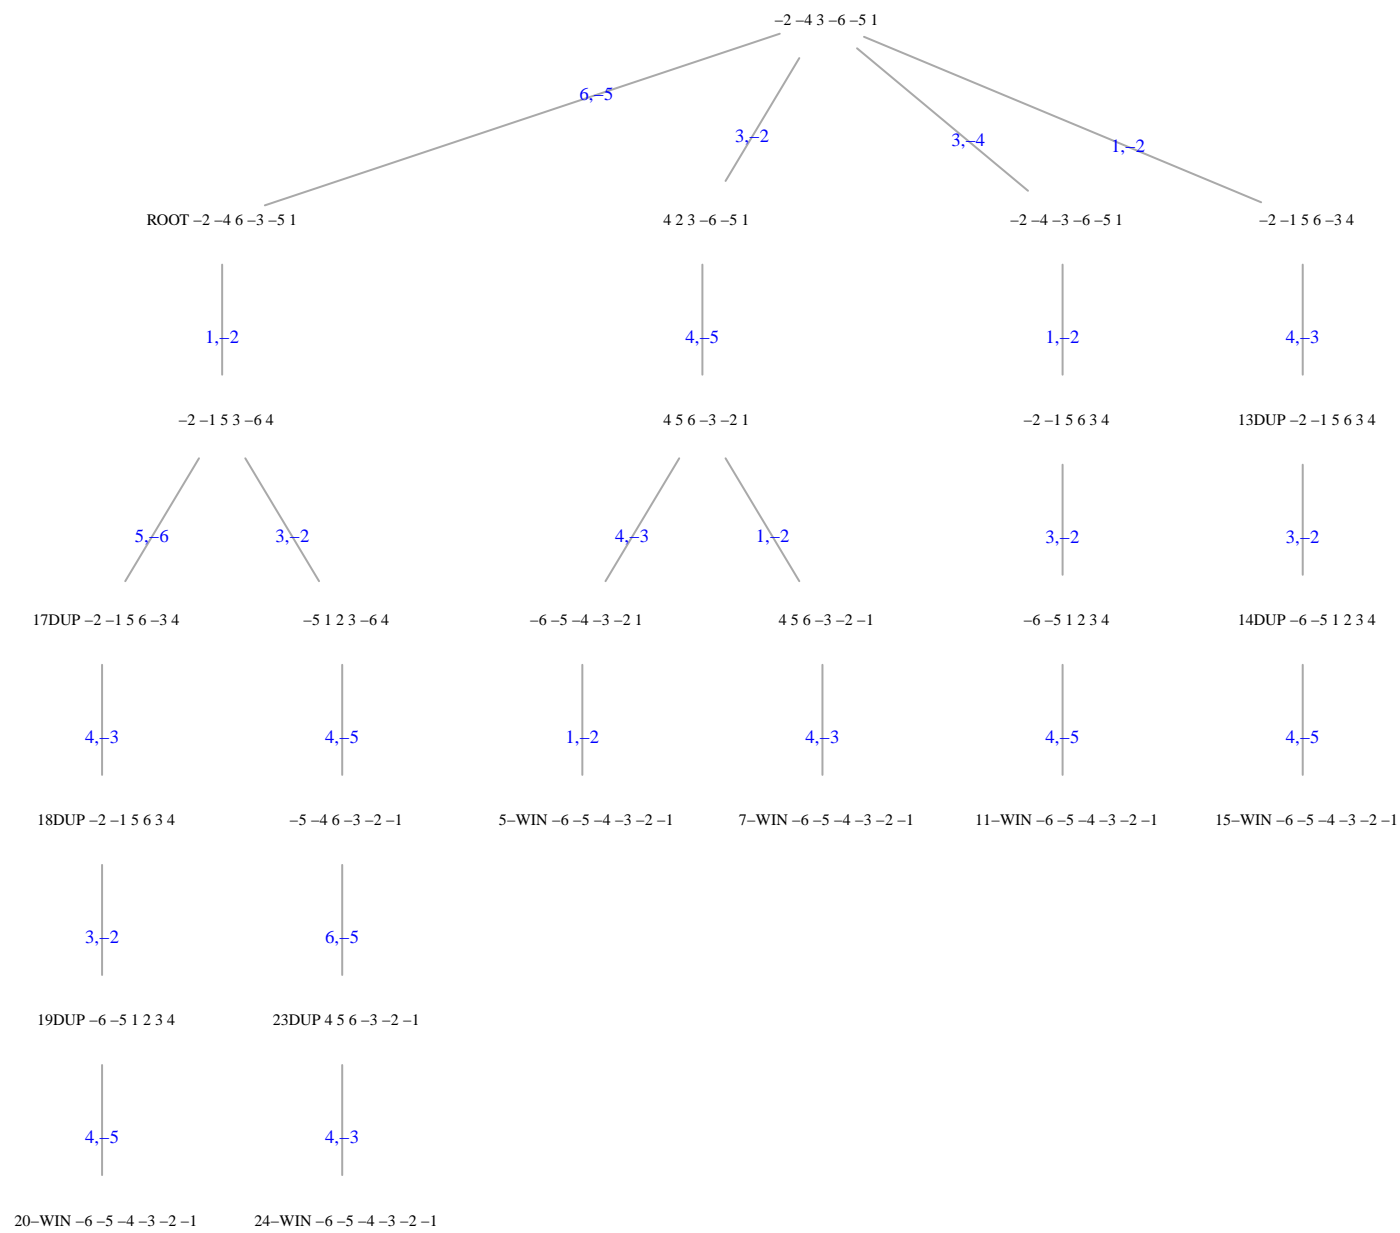 –2 –4 3 –6 –5 1
6,–5
3,–2
3,–4
1,–2
ROOT –2 –4 6 –3 –5 1
4 2 3 –6 –5 1
–2 –4 –3 –6 –5 1
–2 –1 5 6 –3 4
1,–2
4,–5
1,–2
4,–3
–2 –1 5 3 –6 4
4 5 6 –3 –2 1
–2 –1 5 6 3 4
13DUP –2 –1 5 6 3 4
5,–6
3,–2
4,–3
1,–2
3,–2
3,–2
17DUP –2 –1 5 6 –3 4
–5 1 2 3 –6 4
–6 –5 –4 –3 –2 1
4 5 6 –3 –2 –1
–6 –5 1 2 3 4
14DUP –6 –5 1 2 3 4
4,–3
4,–5
1,–2
4,–3
4,–5
4,–5
18DUP –2 –1 5 6 3 4
–5 –4 6 –3 –2 –1
5–WIN –6 –5 –4 –3 –2 –1
7–WIN –6 –5 –4 –3 –2 –1
11–WIN –6 –5 –4 –3 –2 –1
15–WIN –6 –5 –4 –3 –2 –1
3,–2
6,–5
19DUP –6 –5 1 2 3 4
23DUP 4 5 6 –3 –2 –1
4,–5
4,–3
20–WIN –6 –5 –4 –3 –2 –1
24–WIN –6 –5 –4 –3 –2 –1